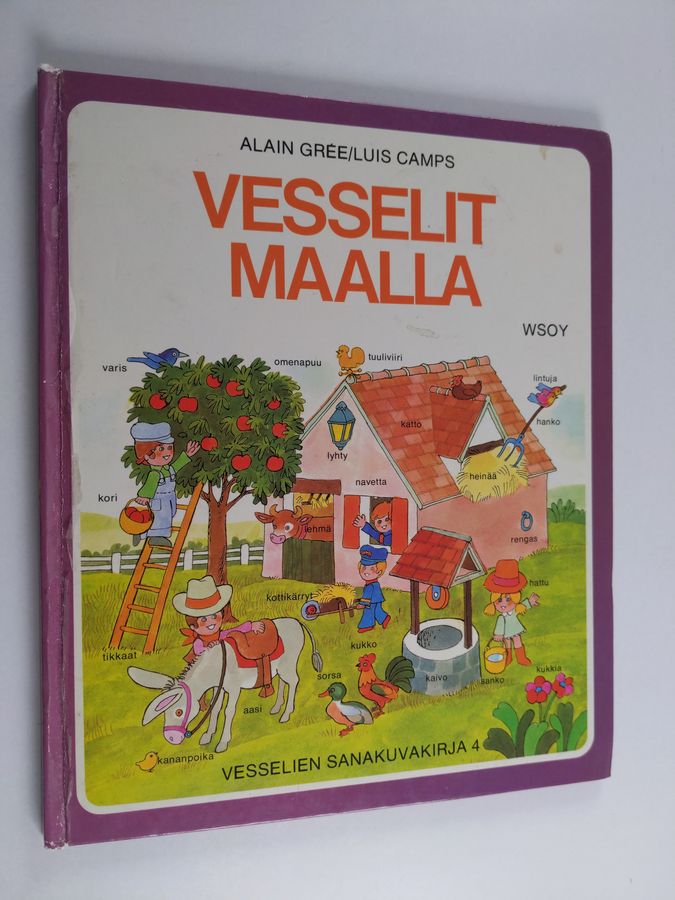 ALAIN GRÉE/LUIS CAMPS
VESSELIT
MAALLA
WSOY
varis
omenapuu
tuuliviiri
lintuja
katto
hanko
lyhty
navetta
heinää
kori
lehmä
rengas
kottikärryt
hattu
kukko
tikkaat
sorsa
kaivo
sanko
kukkia
aasi
kananpoika
VESSELIEN SANAKUVAKIRJA 4